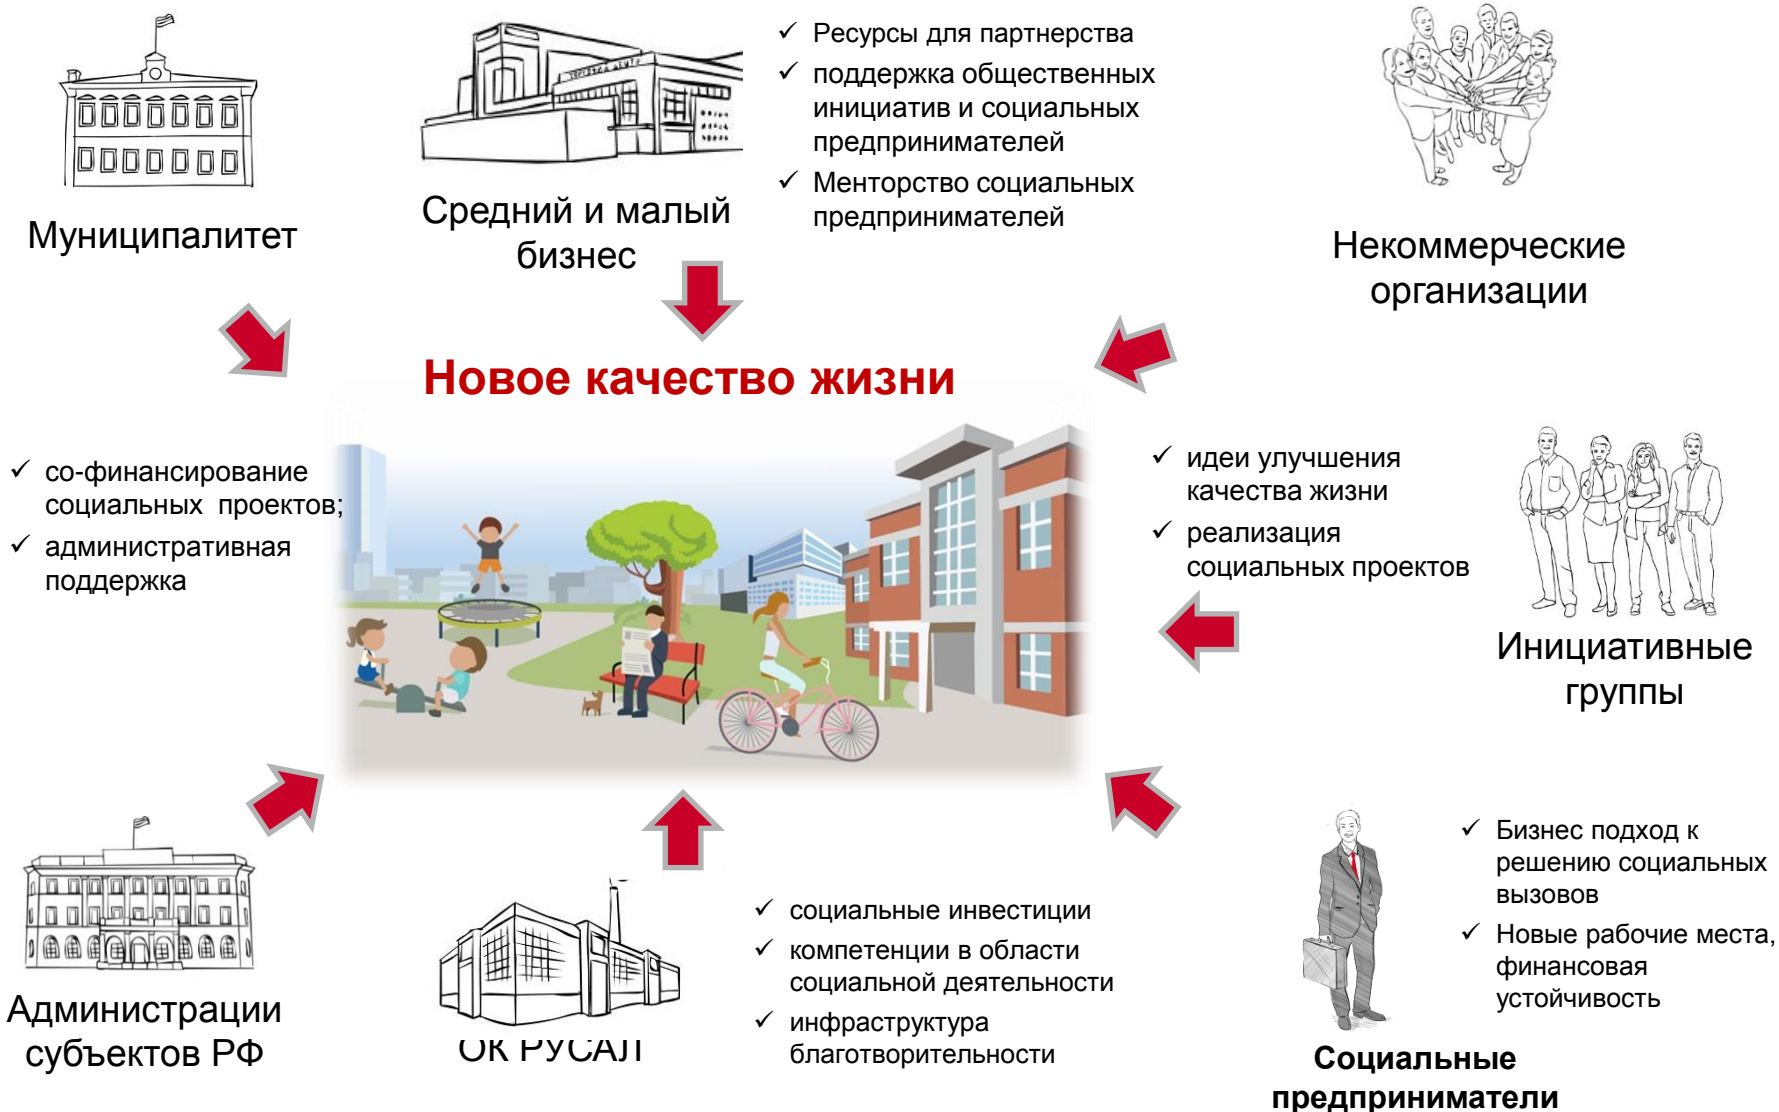 Муниципалитет
Средний и малый
бизнес
✓ Ресурсы для партнерства
✓ поддержка общественных
инициатив и социальных
предпринимателей
✓ Менторство социальных
предпринимателей
Некоммерческие
организации
Новое качество жизни
✓ со-финансирование
социальных проектов;
✓ административная
поддержка
✓ идеи улучшения
качества жизни
✓ реализация
социальных проектов
Инициативные
группы
Администрации
субъектов РФ
ОК РУСАЛ
✓ социальные инвестиции
✓ компетенции в области
социальной деятельности
✓ инфраструктура
благотворительности
✓ Бизнес подход к
решению социальных
вызовов
✓ Новые рабочие места,
финансовая
устойчивость
Социальные
предприниматели